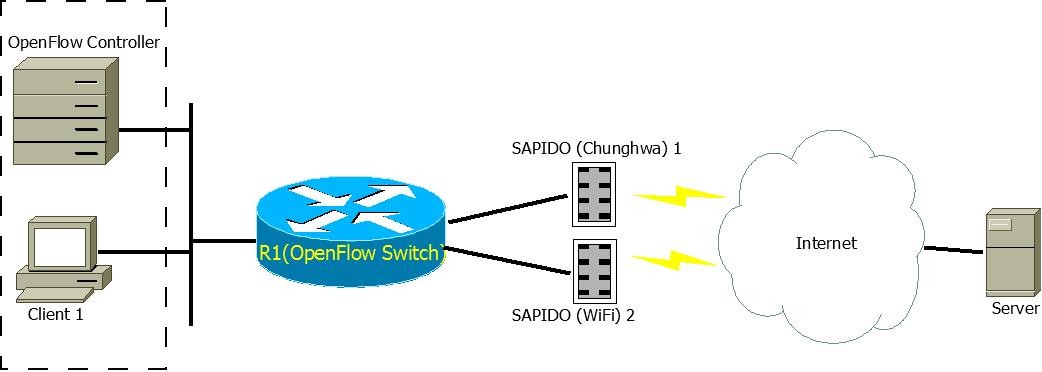 OpenFlow Controller
SAPIDO (Chunghwa) 1
R1(OpenFlow Switch)
Internet
Client 1
SAPIDO (WiFi) 2
Server